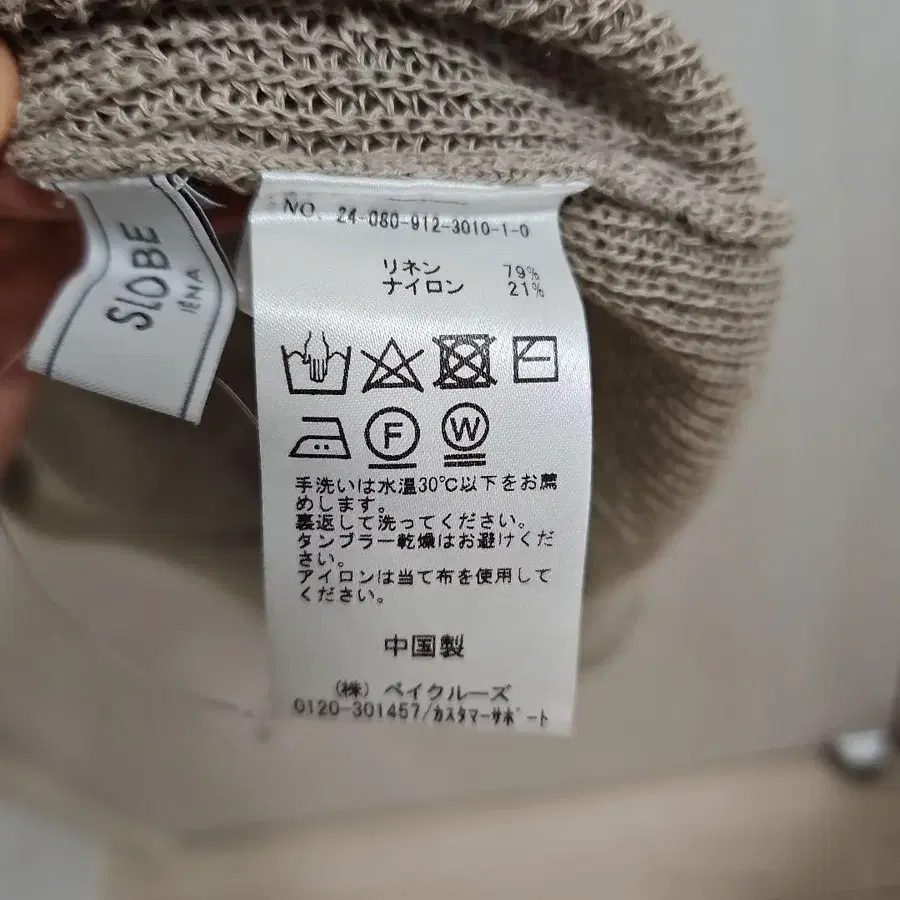 SLOBE
IÉNA
NO. 24-080-912-3010-1-0
リネン 79%
ナイロン 21%
F
W
手洗いは水温30℃以下をお薦
めします。
裏返して洗ってください。
タンブラー乾燥はお避けくだ
さい。
アイロンは当て布を使用して
ください。
中国製
(株) ベイクルーズ
0120-301457/カスタマーサポート